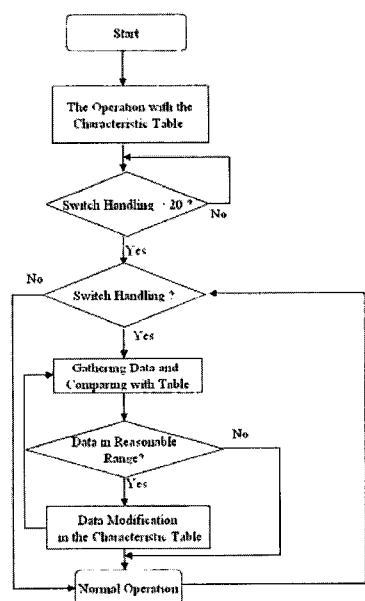 Start
The Operation with the
Characteristic Table
Switch Handling 20 ?
No
Yes
No
Switch Handling ?
Yes
Gathering Data and
Comparing with Table
Data in Reasonable
Range?
No
Yes
Data Modification
in the Characteristic Table
Normal Operation